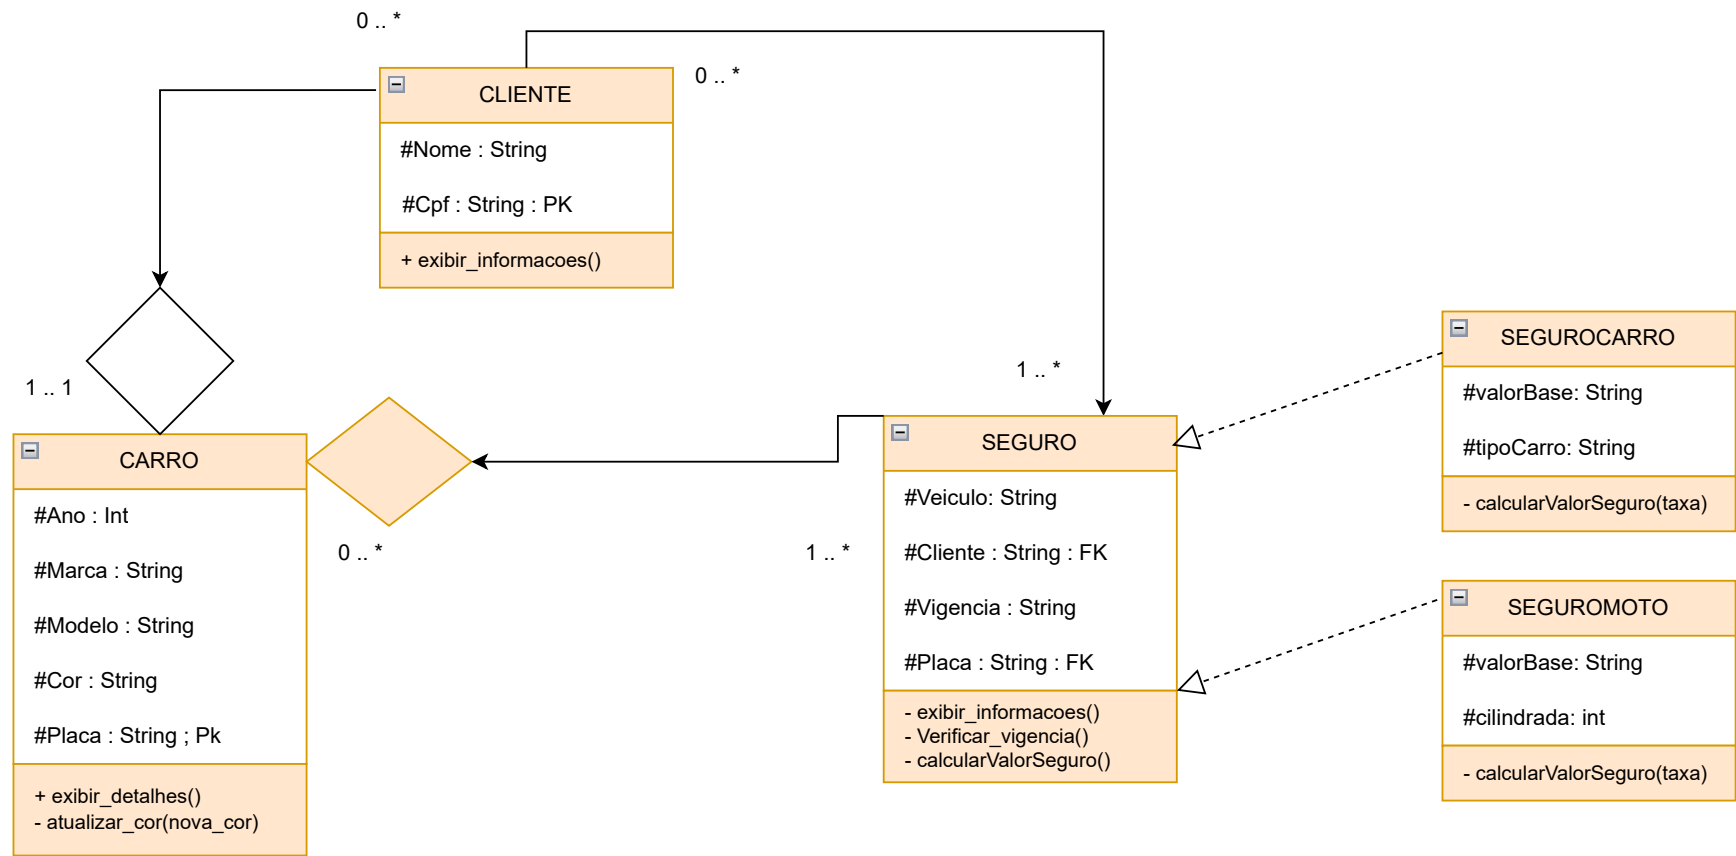 0 .. *
0 .. *
CLIENTE
#Nome : String
#Cpf : String : PK
+ exibir_informacoes()
1 .. 1
1 .. *
CARRO
#Ano : Int
#Marca : String
#Modelo : String
#Cor : String
#Placa : String ; Pk
+ exibir_detalhes()
- atualizar_cor(nova_cor)
0 .. *
1 .. *
SEGURO
#Veiculo: String
#Cliente : String : FK
#Vigencia : String
#Placa : String : FK
- exibir_informacoes()
- Verificar_vigencia()
- calcularValorSeguro()
SEGUROCARRO
#valorBase: String
#tipoCarro: String
- calcularValorSeguro(taxa)
SEGUROMOTO
#valorBase: String
#cilindrada: int
- calcularValorSeguro(taxa)